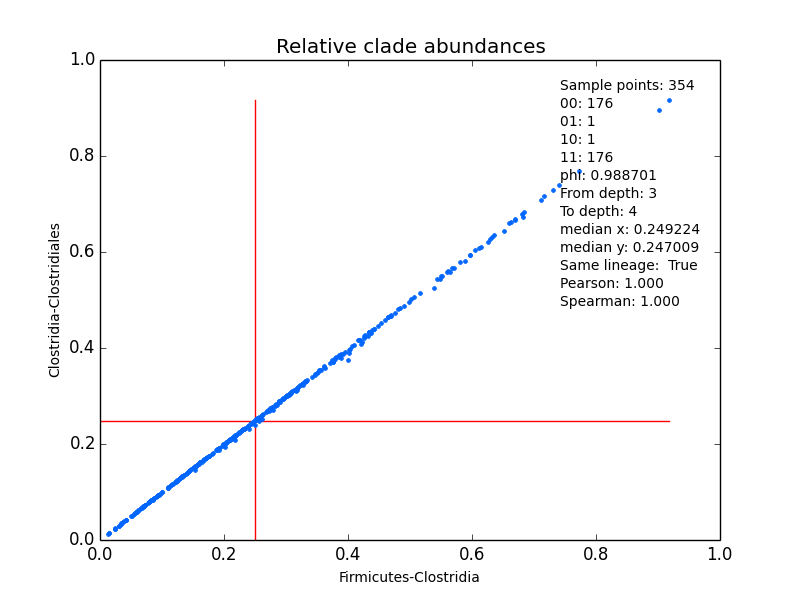 Relative clade abundances
1.0
0.8
0.6
0.4
0.2
0.0
Clostridia-Clostridiales
Sample points: 354
00: 176
01: 1
10: 1
11: 176
phi: 0.988701
From depth: 3
To depth: 4
median x: 0.249224
median y: 0.247009
Same lineage:  True
Pearson: 1.000
Spearman: 1.000
0.0 0.2 0.4 0.6 0.8 1.0
Firmicutes-Clostridia